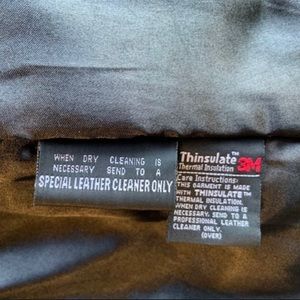 WHEN DRY CLEANING IS
NECESSARY SEND TO A
SPECIAL LEATHER CLEANER ONLY
Thinsulate™
Thermal Insulation
3M
Care Instructions:
THIS GARMENT IS MADE
WITH THINSULATE™
THERMAL INSULATION.
WHEN DRY CLEANING IS
NECESSARY. SEND TO A
PROFESSIONAL LEATHER
CLEANER ONLY.
(OVER)